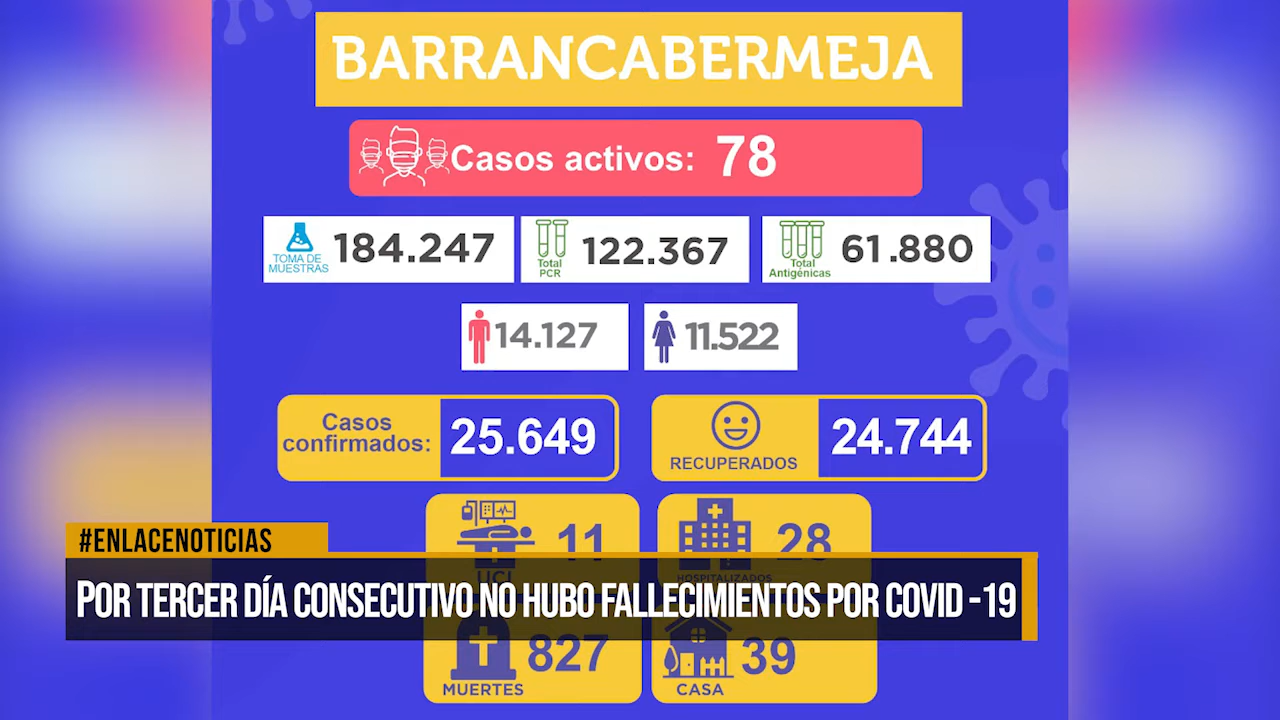 BARRANCABERMEJA
Casos activos: 78
TOMA DE
MUESTRAS
184.247
Total
PCR
122.367
Total
Antigénicas
61.880
14.127
11.522
Casos
confirmados:
25.649
RECUPERADOS
24.744
11
UCI
28
HOSPITALIZADOS
#ENLACENOTICIAS
POR TERCER DÍA CONSECUTIVO NO HUBO FALLECIMIENTOS POR COVID -19
827
MUERTES
39
CASA